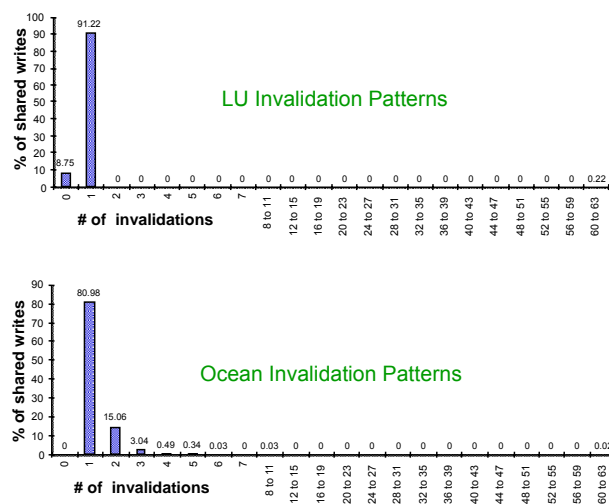 91.22
100
90
80
70
60
50
40
30
20
10
0
% of shared writes
LU Invalidation Patterns
8.75 0 0 0 0 0 0 0 0 0 0 0 0 0 0 0 0 0 0 0 0.22
0 1 2 3 4 5 6 7 8 to 11 12 to 15 16 to 19 20 to 23 24 to 27 28 to 31 32 to 35 36 to 39 40 to 43 44 to 47 48 to 51 52 to 55 56 to 59 60 to 63
# of invalidations
90
80
70
60
50
40
30
20
10
0
% of shared writes
80.98
Ocean Invalidation Patterns
15.06
0 3.04 0.49 0.34 0.03 0 0.03 0 0 0 0 0 0 0 0 0 0 0 0 0.02
0 1 2 3 4 5 6 7 8 to 11 12 to 15 16 to 19 20 to 23 24 to 27 28 to 31 32 to 35 36 to 39 40 to 43 44 to 47 48 to 51 52 to 55 56 to 59 60 to 63
# of invalidations